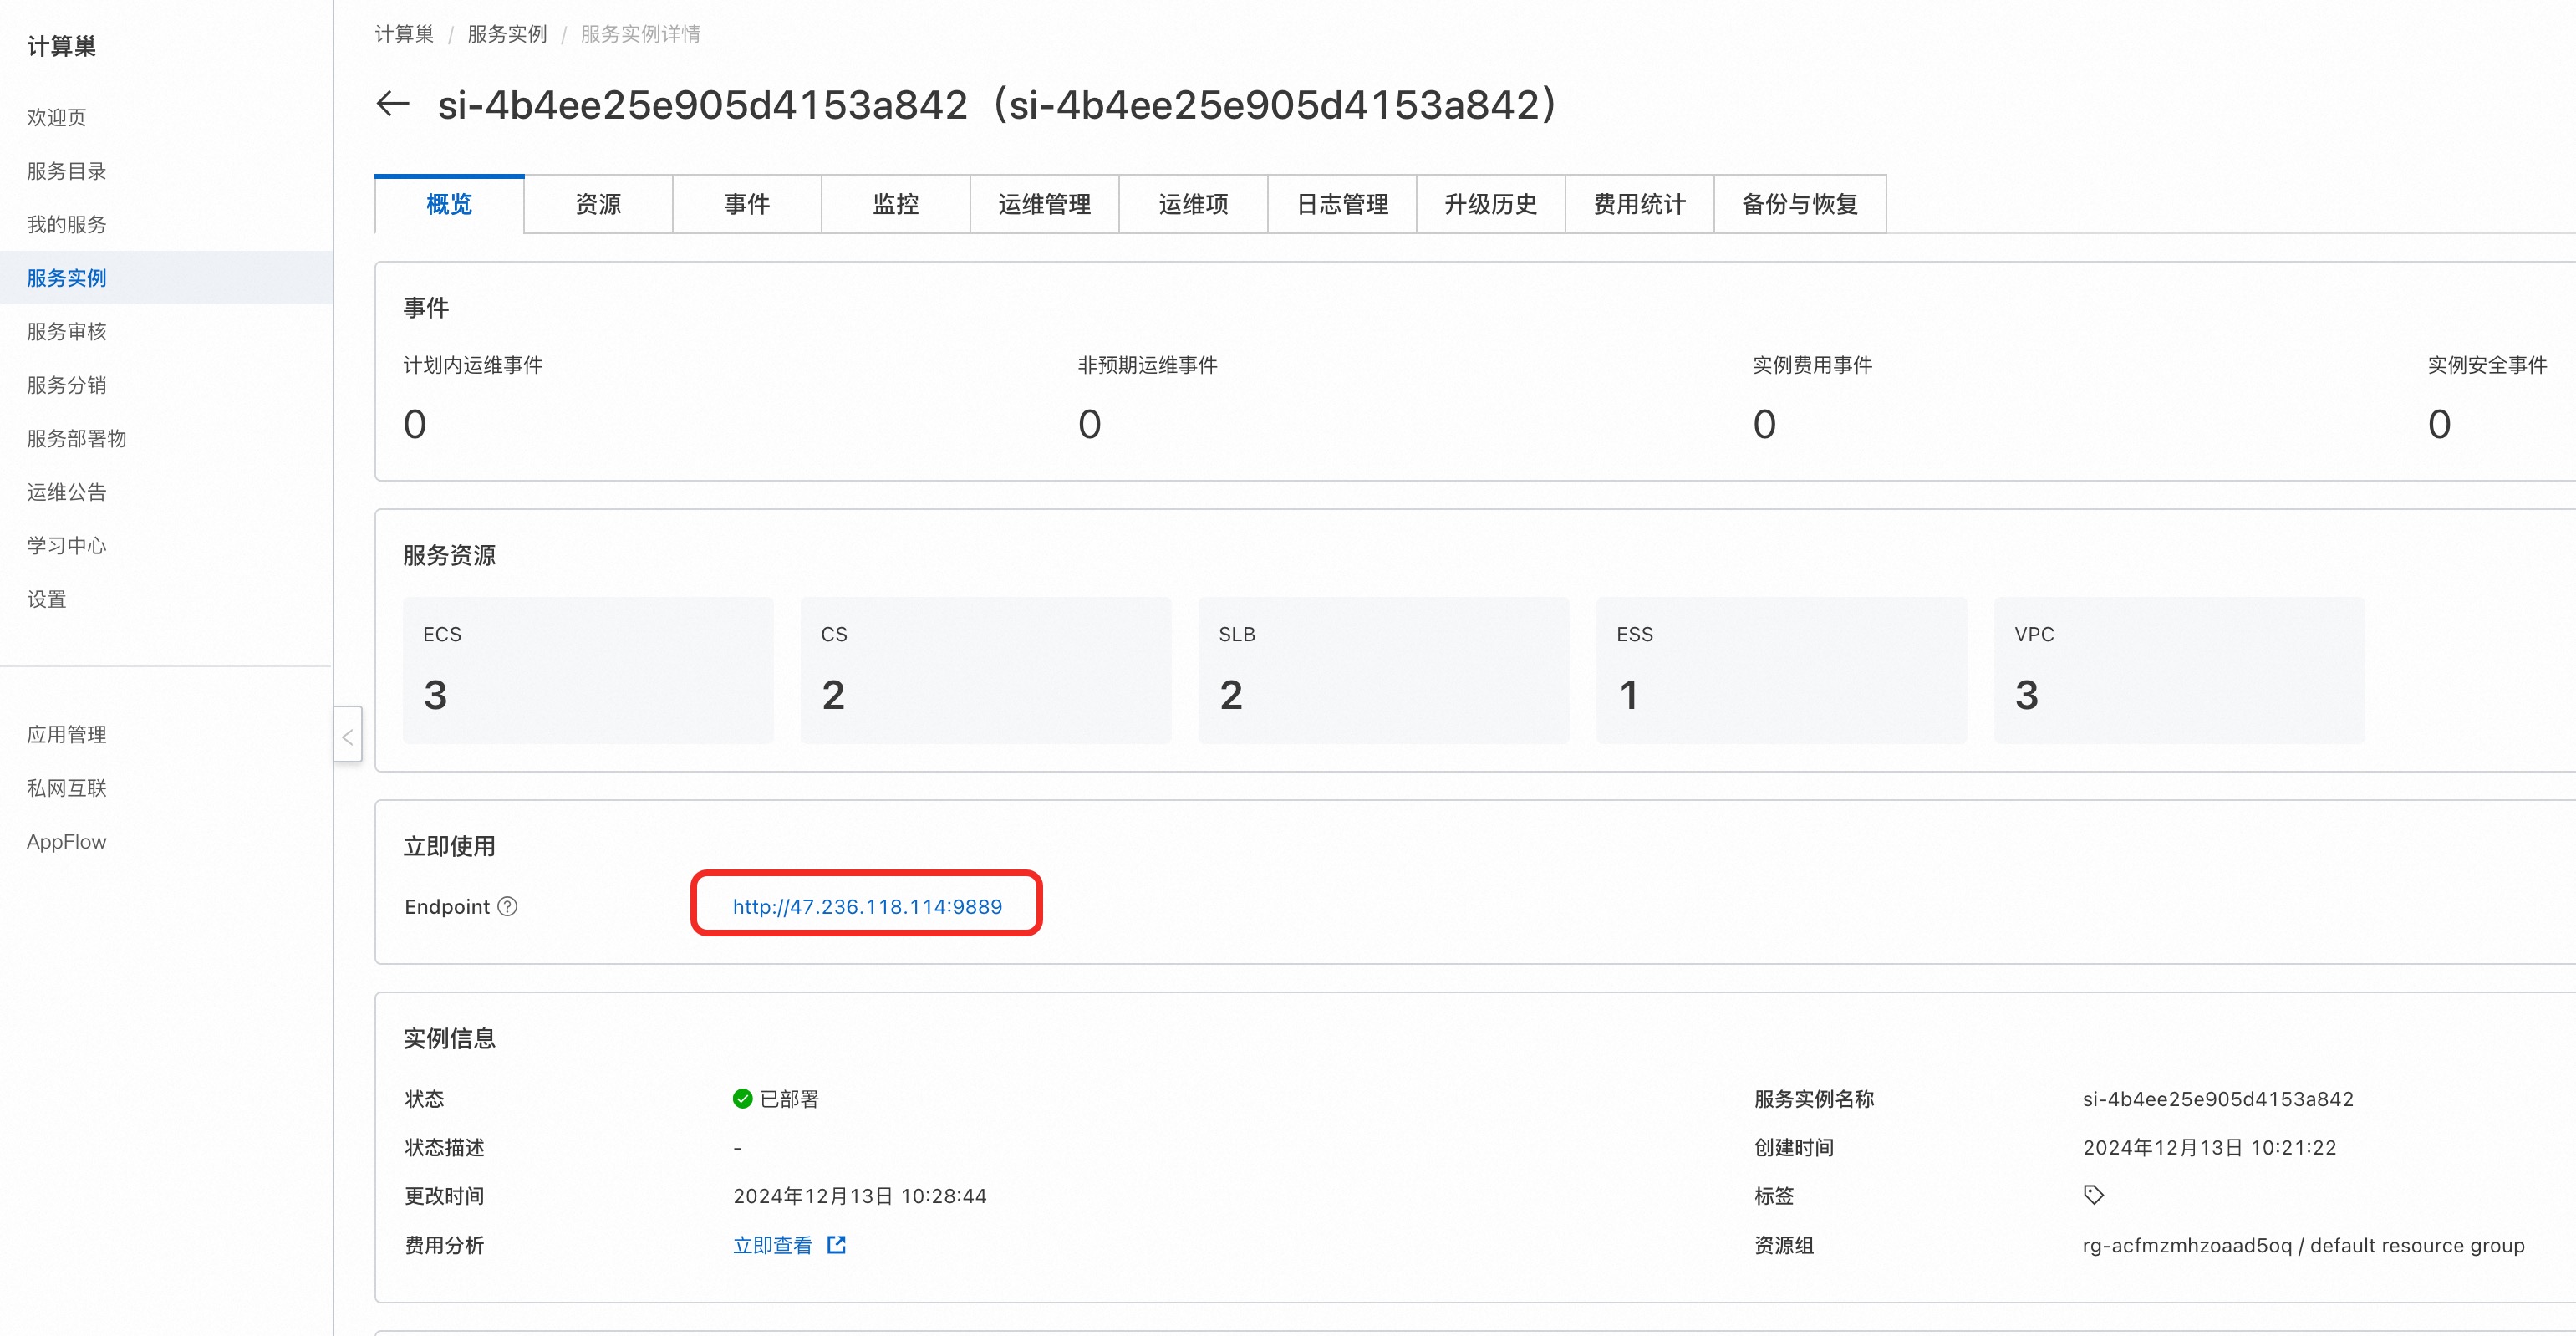 计算巢
欢迎页
服务目录
我的服务
服务实例
服务审核
服务分销
服务部署物
运维公告
学习中心
设置
应用管理
私网互联
AppFlow
计算巢 / 服务实例 / 服务实例详情
si-4b4ee25e905d4153a842（si-4b4ee25e905d4153a842）
概览 资源 事件 监控 运维管理 运维项 日志管理 升级历史 费用统计 备份与恢复
事件
计划内运维事件 非预期运维事件 实例费用事件 实例安全事件
0 0 0 0
服务资源
ECS CS SLB ESS VPC
3 2 2 1 3
立即使用
Endpoint http://47.236.118.114:9889
实例信息
状态 已部署 服务实例名称 si-4b4ee25e905d4153a842
状态描述 - 创建时间 2024年12月13日 10:21:22
更改时间 2024年12月13日 10:28:44 标签
费用分析 立即查看 资源组 rg-acfmzmhzoaad5oq / default resource group